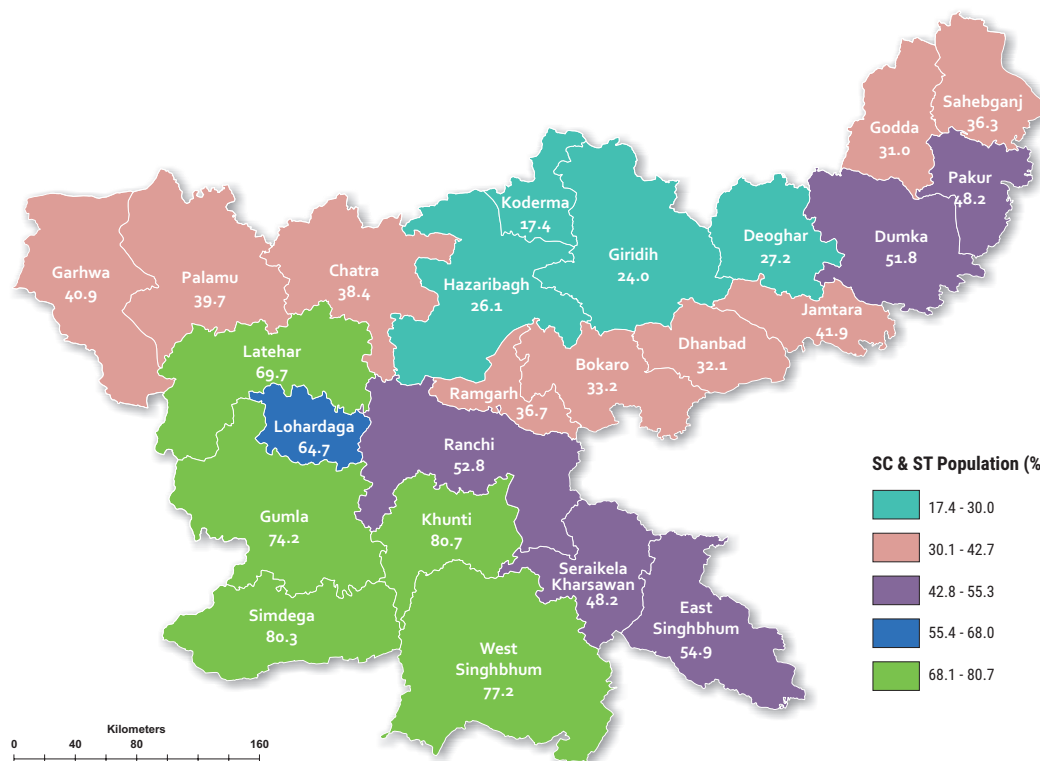 Sahebganj
36.3
Godda
31.0
Pakur
48.2
Koderma
17.4
Giridih
24.0
Deoghar
27.2
Dumka
51.8
Garhwa
40.9
Palamu
39.7
Chatra
38.4
Hazaribagh
26.1
Jamtara
41.9
Dhanbad
32.1
Bokaro
33.2
Ramgarh
36.7
Latehar
69.7
Lohardaga
64.7
Ranchi
52.8
Gumla
74.2
Khunti
80.7
Seraikela
Kharsawan
48.2
East
Singhbhum
54.9
Simdega
80.3
West
Singhbhum
77.2
SC & ST Population (%
17.4 - 30.0
30.1 - 42.7
42.8 - 55.3
55.4 - 68.0
68.1 - 80.7
Kilometers
0 40 80 160